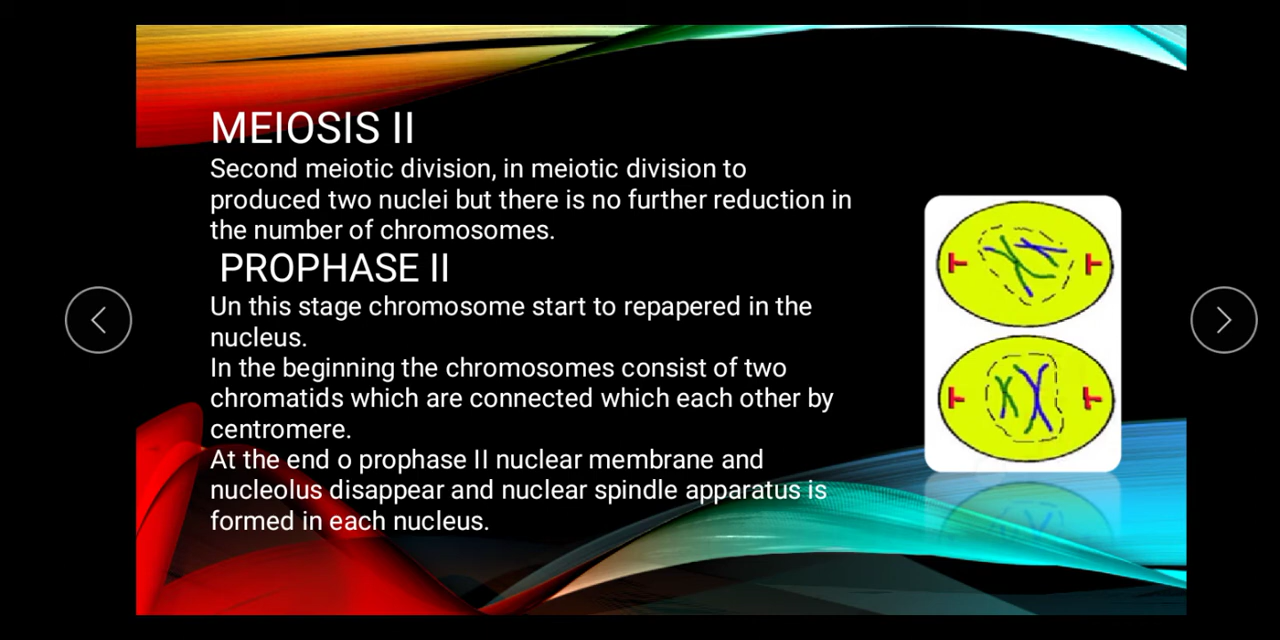 MEIOSIS II
Second meiotic division, in meiotic division to
produced two nuclei but there is no further reduction in
the number of chromosomes.
PROPHASE II
Un this stage chromosome start to repapered in the
nucleus.
In the beginning the chromosomes consist of two
chromatids which are connected which each other by
centromere.
At the end o prophase II nuclear membrane and
nucleolus disappear and nuclear spindle apparatus is
formed in each nucleus.